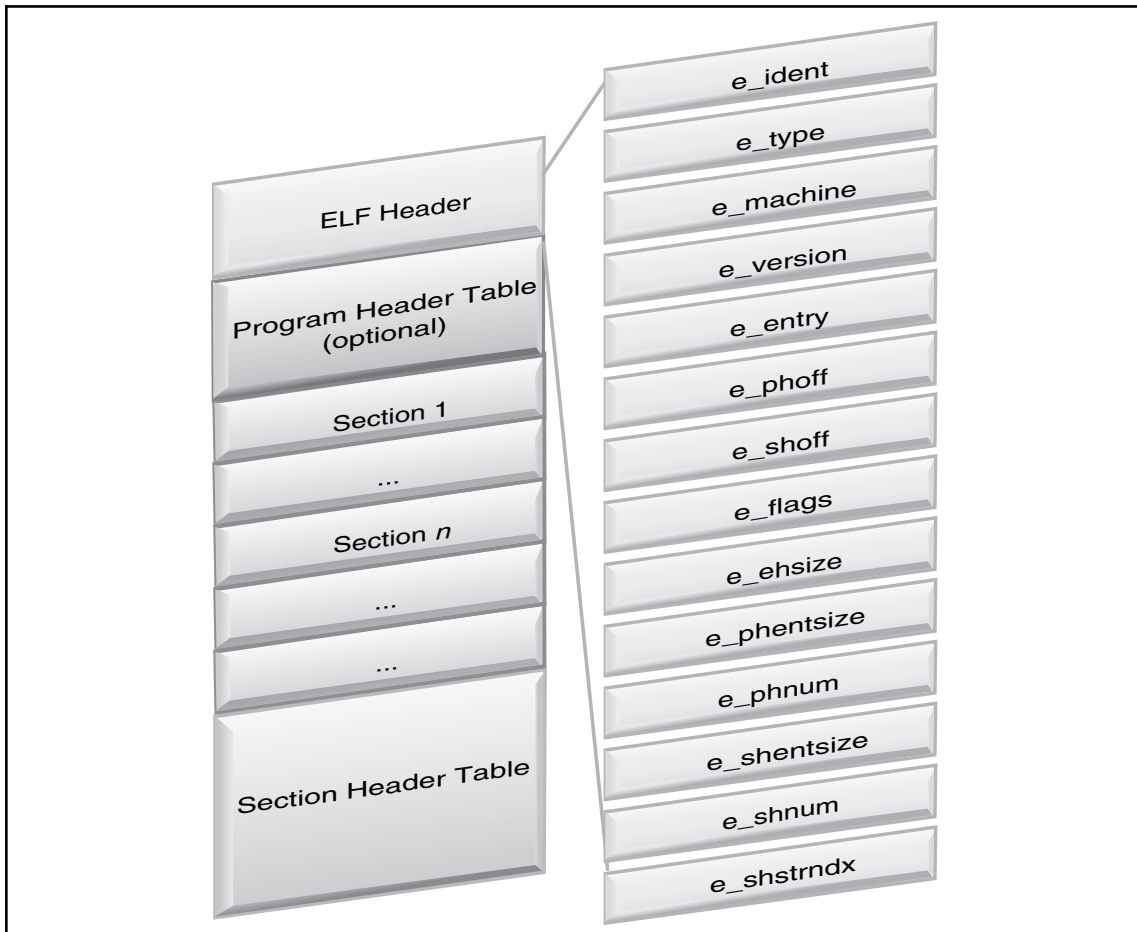 ELF Header
Program Header Table
(optional)
Section 1
...
Section n
...
...
Section Header Table
e_ident
e_type
e_machine
e_version
e_entry
e_phoff
e_shoff
e_flags
e_ehsize
e_phentsize
e_phnum
e_shentsize
e_shnum
e_shstrndx